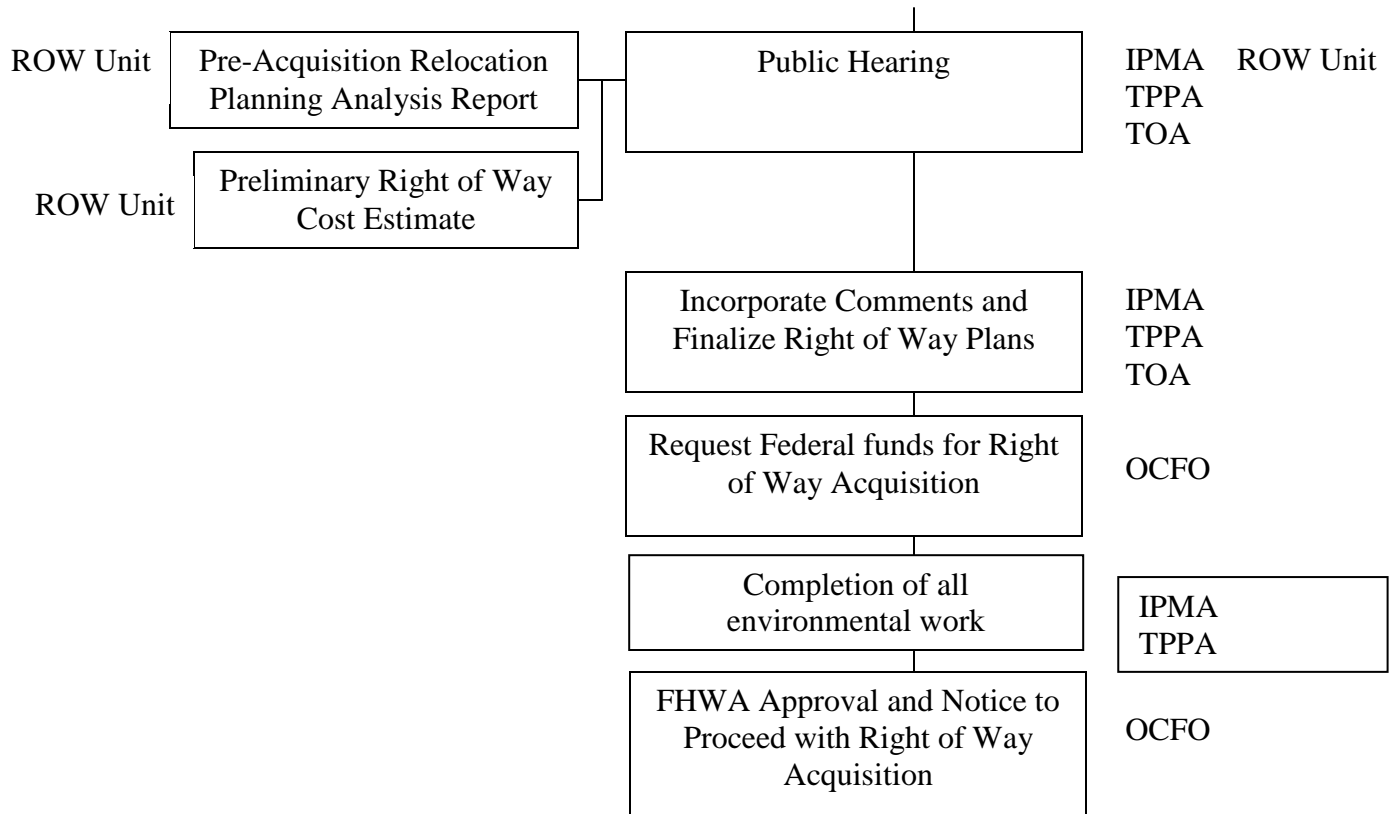 ROW Unit
Pre-Acquisition Relocation
Planning Analysis Report
Public Hearing
IPMA ROW Unit
TPPA
TOA
ROW Unit
Preliminary Right of Way
Cost Estimate
Incorporate Comments and
Finalize Right of Way Plans
IPMA
TPPA
TOA
Request Federal funds for Right
of Way Acquisition
OCFO
Completion of all
environmental work
IPMA
TPPA
FHWA Approval and Notice to
Proceed with Right of Way
Acquisition
OCFO